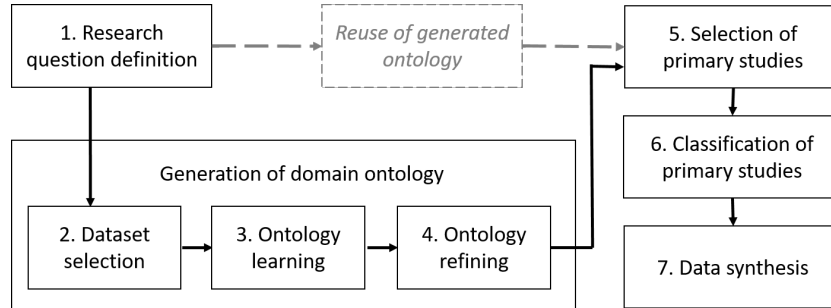 1. Research
question definition
Reuse of generated
ontology
5. Selection of
primary studies
6. Classification of
primary studies
Generation of domain ontology
2. Dataset
selection
3. Ontology
learning
4. Ontology
refining
7. Data synthesis